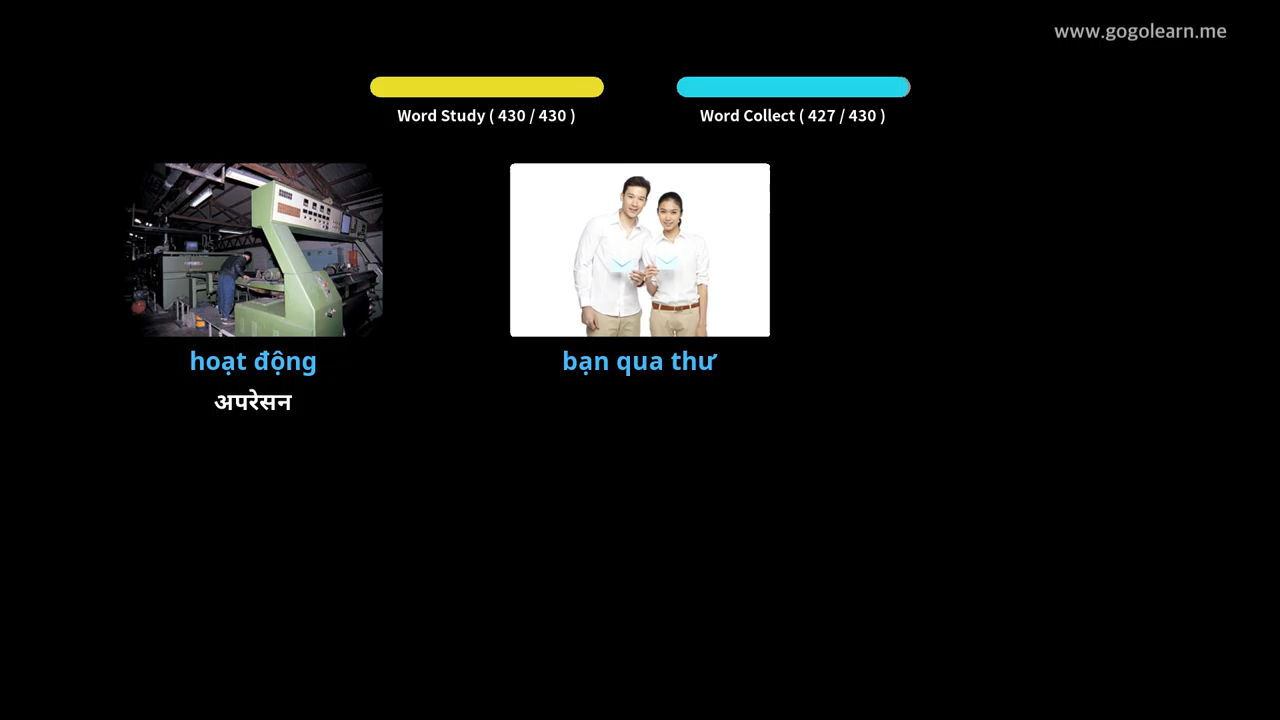 www.gogolearn.me
Word Study ( 430 / 430 )
Word Collect ( 427 / 430 )
hoạt động
अपरेसन
bạn qua thư